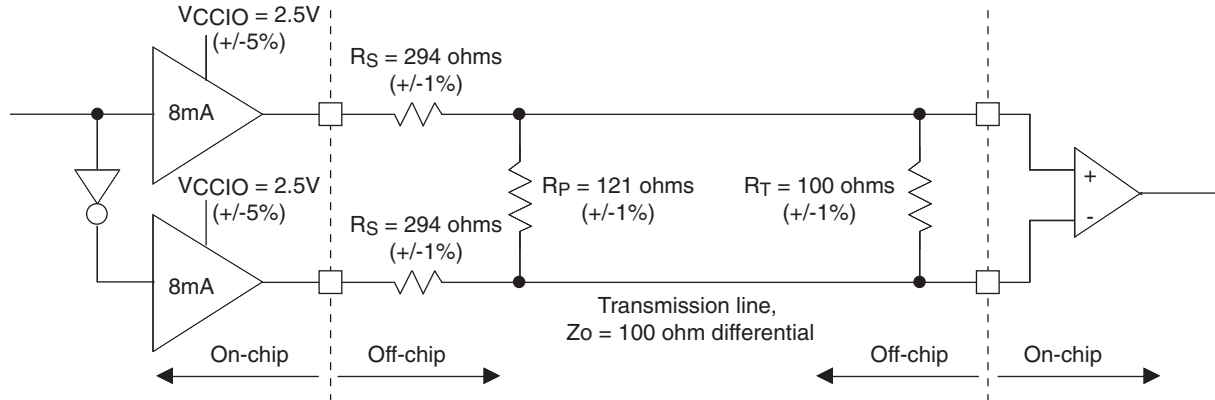 VCCIO = 2.5V
(+/-5%)
8mA
RS = 294 ohms
(+/-1%)
VCCIO = 2.5V
(+/-5%)
8mA
RS = 294 ohms
(+/-1%)
RP = 121 ohms
(+/-1%)
RT = 100 ohms
(+/-1%)
+
-
Transmission line,
Zo = 100 ohm differential
On-chip
Off-chip
Off-chip
On-chip